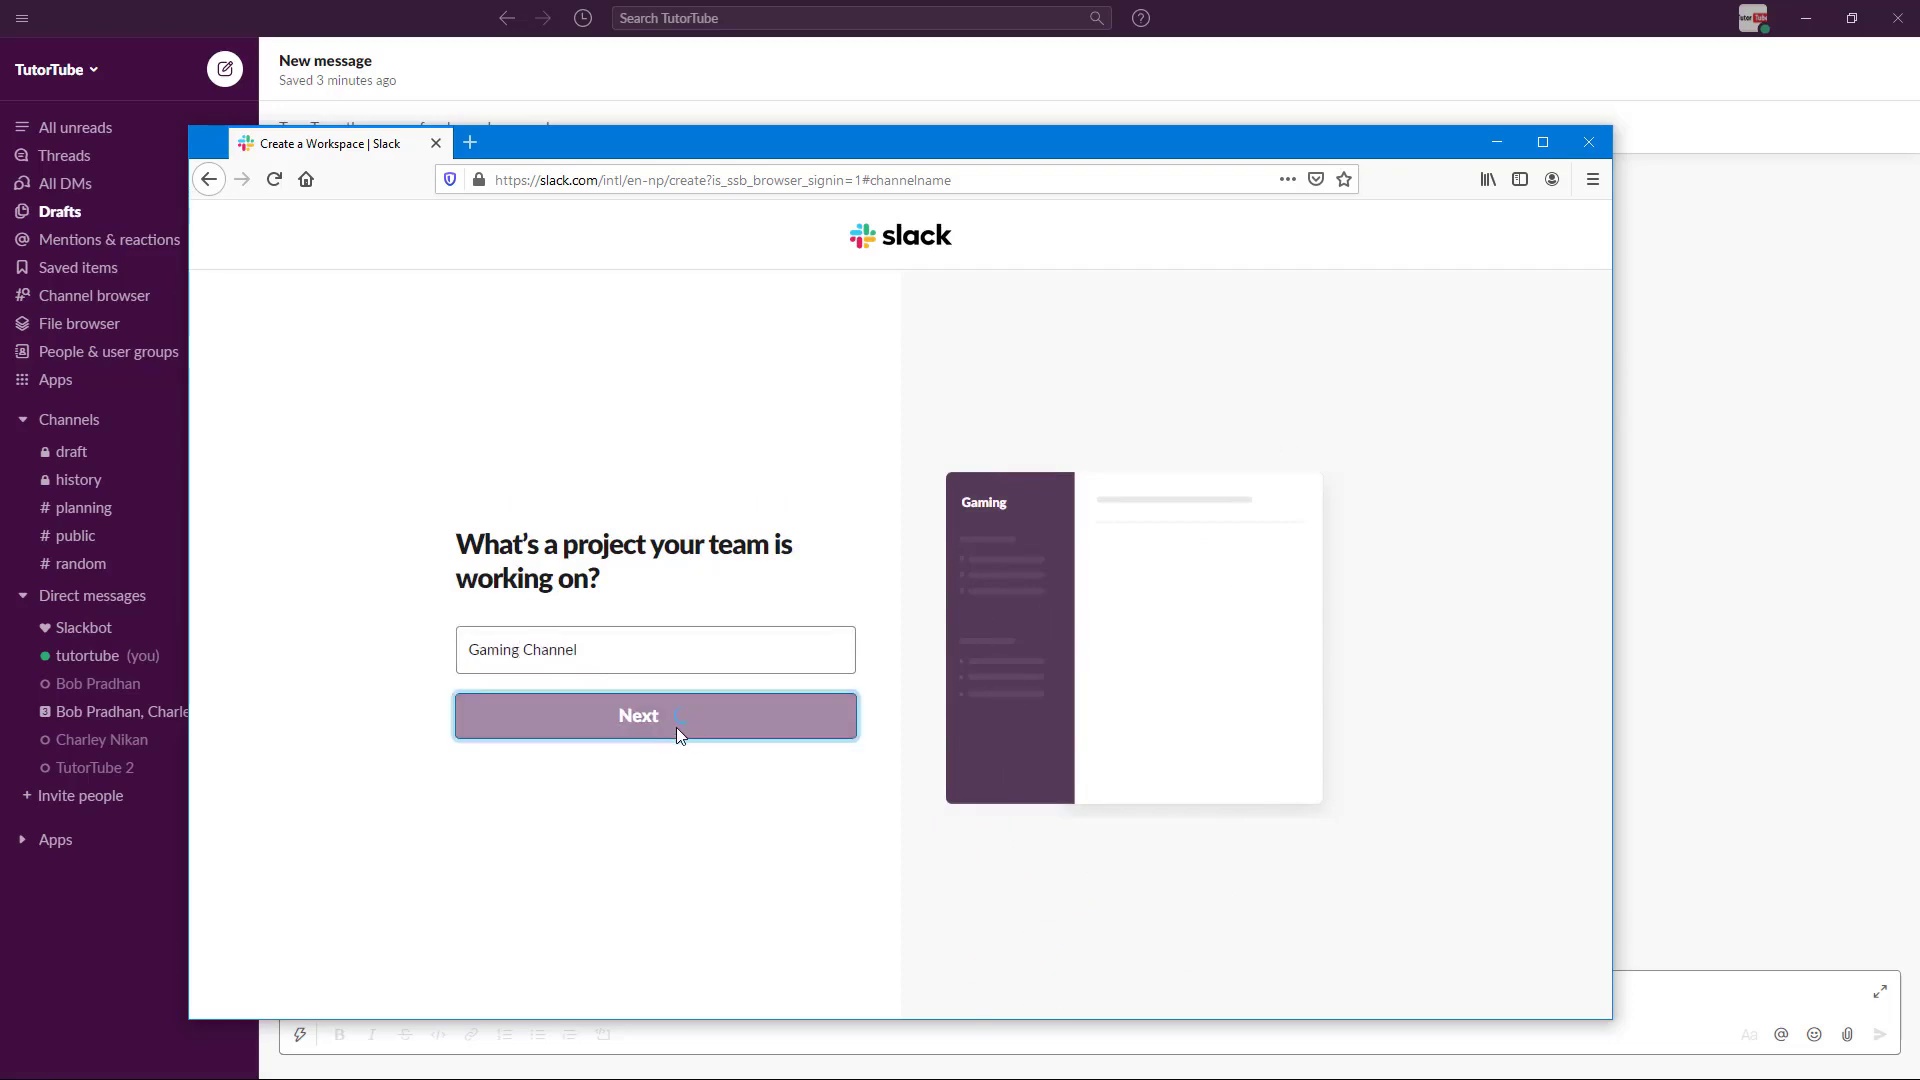 Search TutorTube
TutorTube
New message
Saved 3 minutes ago
All unreads
Threads
All DMs
Drafts
Mentions & reactions
Saved items
Channel browser
File browser
People & user groups
Apps
Channels
draft
history
# planning
# public
# random
Direct messages
Slackbot
tutortube (you)
Bob Pradhan
3 Bob Pradhan, Charle
Charley Nikan
TutorTube 2
+ Invite people
Apps
Create a Workspace | Slack
https://slack.com/intl/en-np/create?is_ssb_browser_signin=1#channelname
slack
What's a project your team is
working on?
Gaming Channel
Next
Gaming
Aa